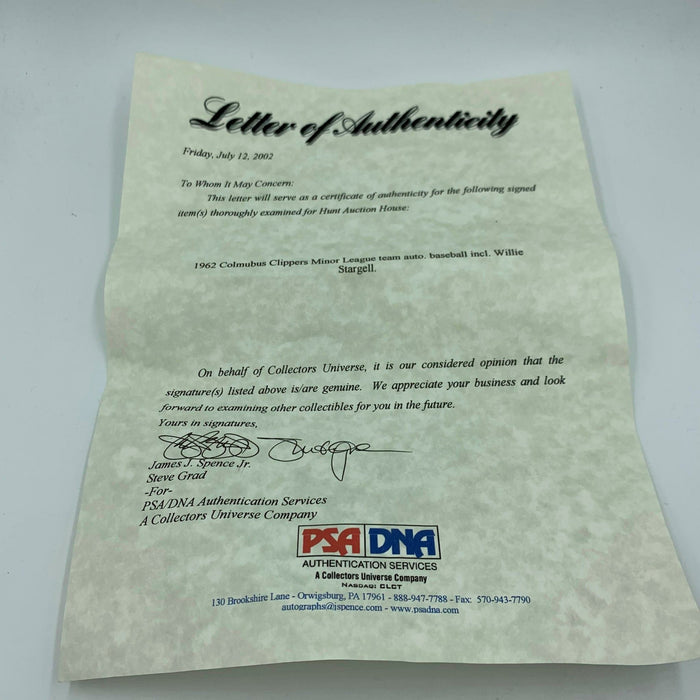 Letter of Authenticity
Friday, July 12, 2002
To Whom It May Concern:
This letter will serve as a certificate of authenticity for the following signed
item(s) thoroughly examined for Hunt Auction House:
1962 Colmubus Clippers Minor League team auto. baseball incl. Willie
Stargell.
On behalf of Collectors Universe, it is our considered opinion that the
signature(s) listed above is/are genuine. We appreciate your business and look
forward to examining other collectibles for you in the future.
Yours in signatures,
James J. Spence Jr.
Steve Grad
-For-
PSA/DNA Authentication Services
A Collectors Universe Company
PSA DNA
AUTHENTICATION SERVICES
A Collectors Universe Company
NASDAQ: CLCT
130 Brookshire Lane - Orwigsburg, PA 17961 - 888-947-7788 - Fax: 570-943-7790
autographs@jspence.com - www.psadna.com